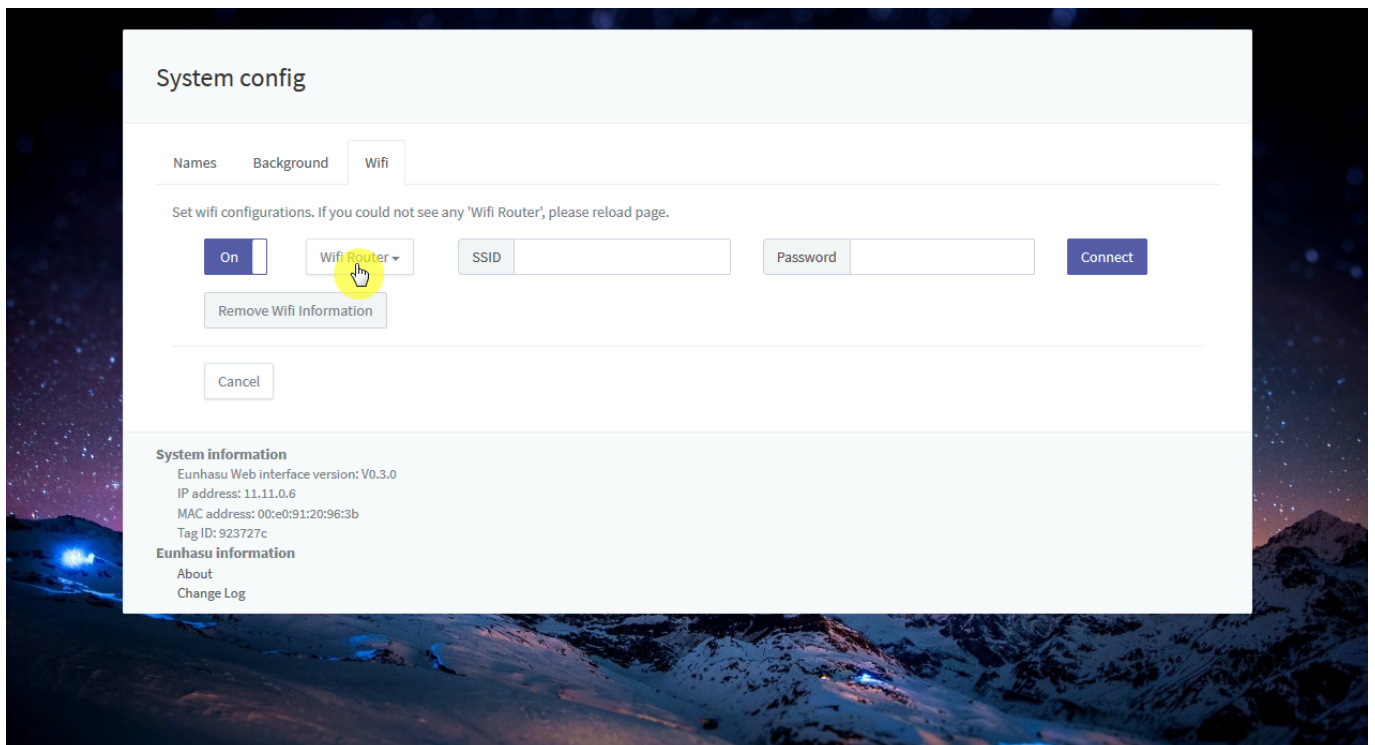 System config
Names Background Wifi
Set wifi configurations. If you could not see any 'Wifi Router', please reload page.
On Wifi Router SSID Password Connect
Remove Wifi Information
Cancel
System information
Eunhasu Web interface version: V0.3.0
IP address: 11.11.0.6
MAC address: 00:e0:91:20:96:3b
Tag ID: 923727c
Eunhasu information
About
Change Log